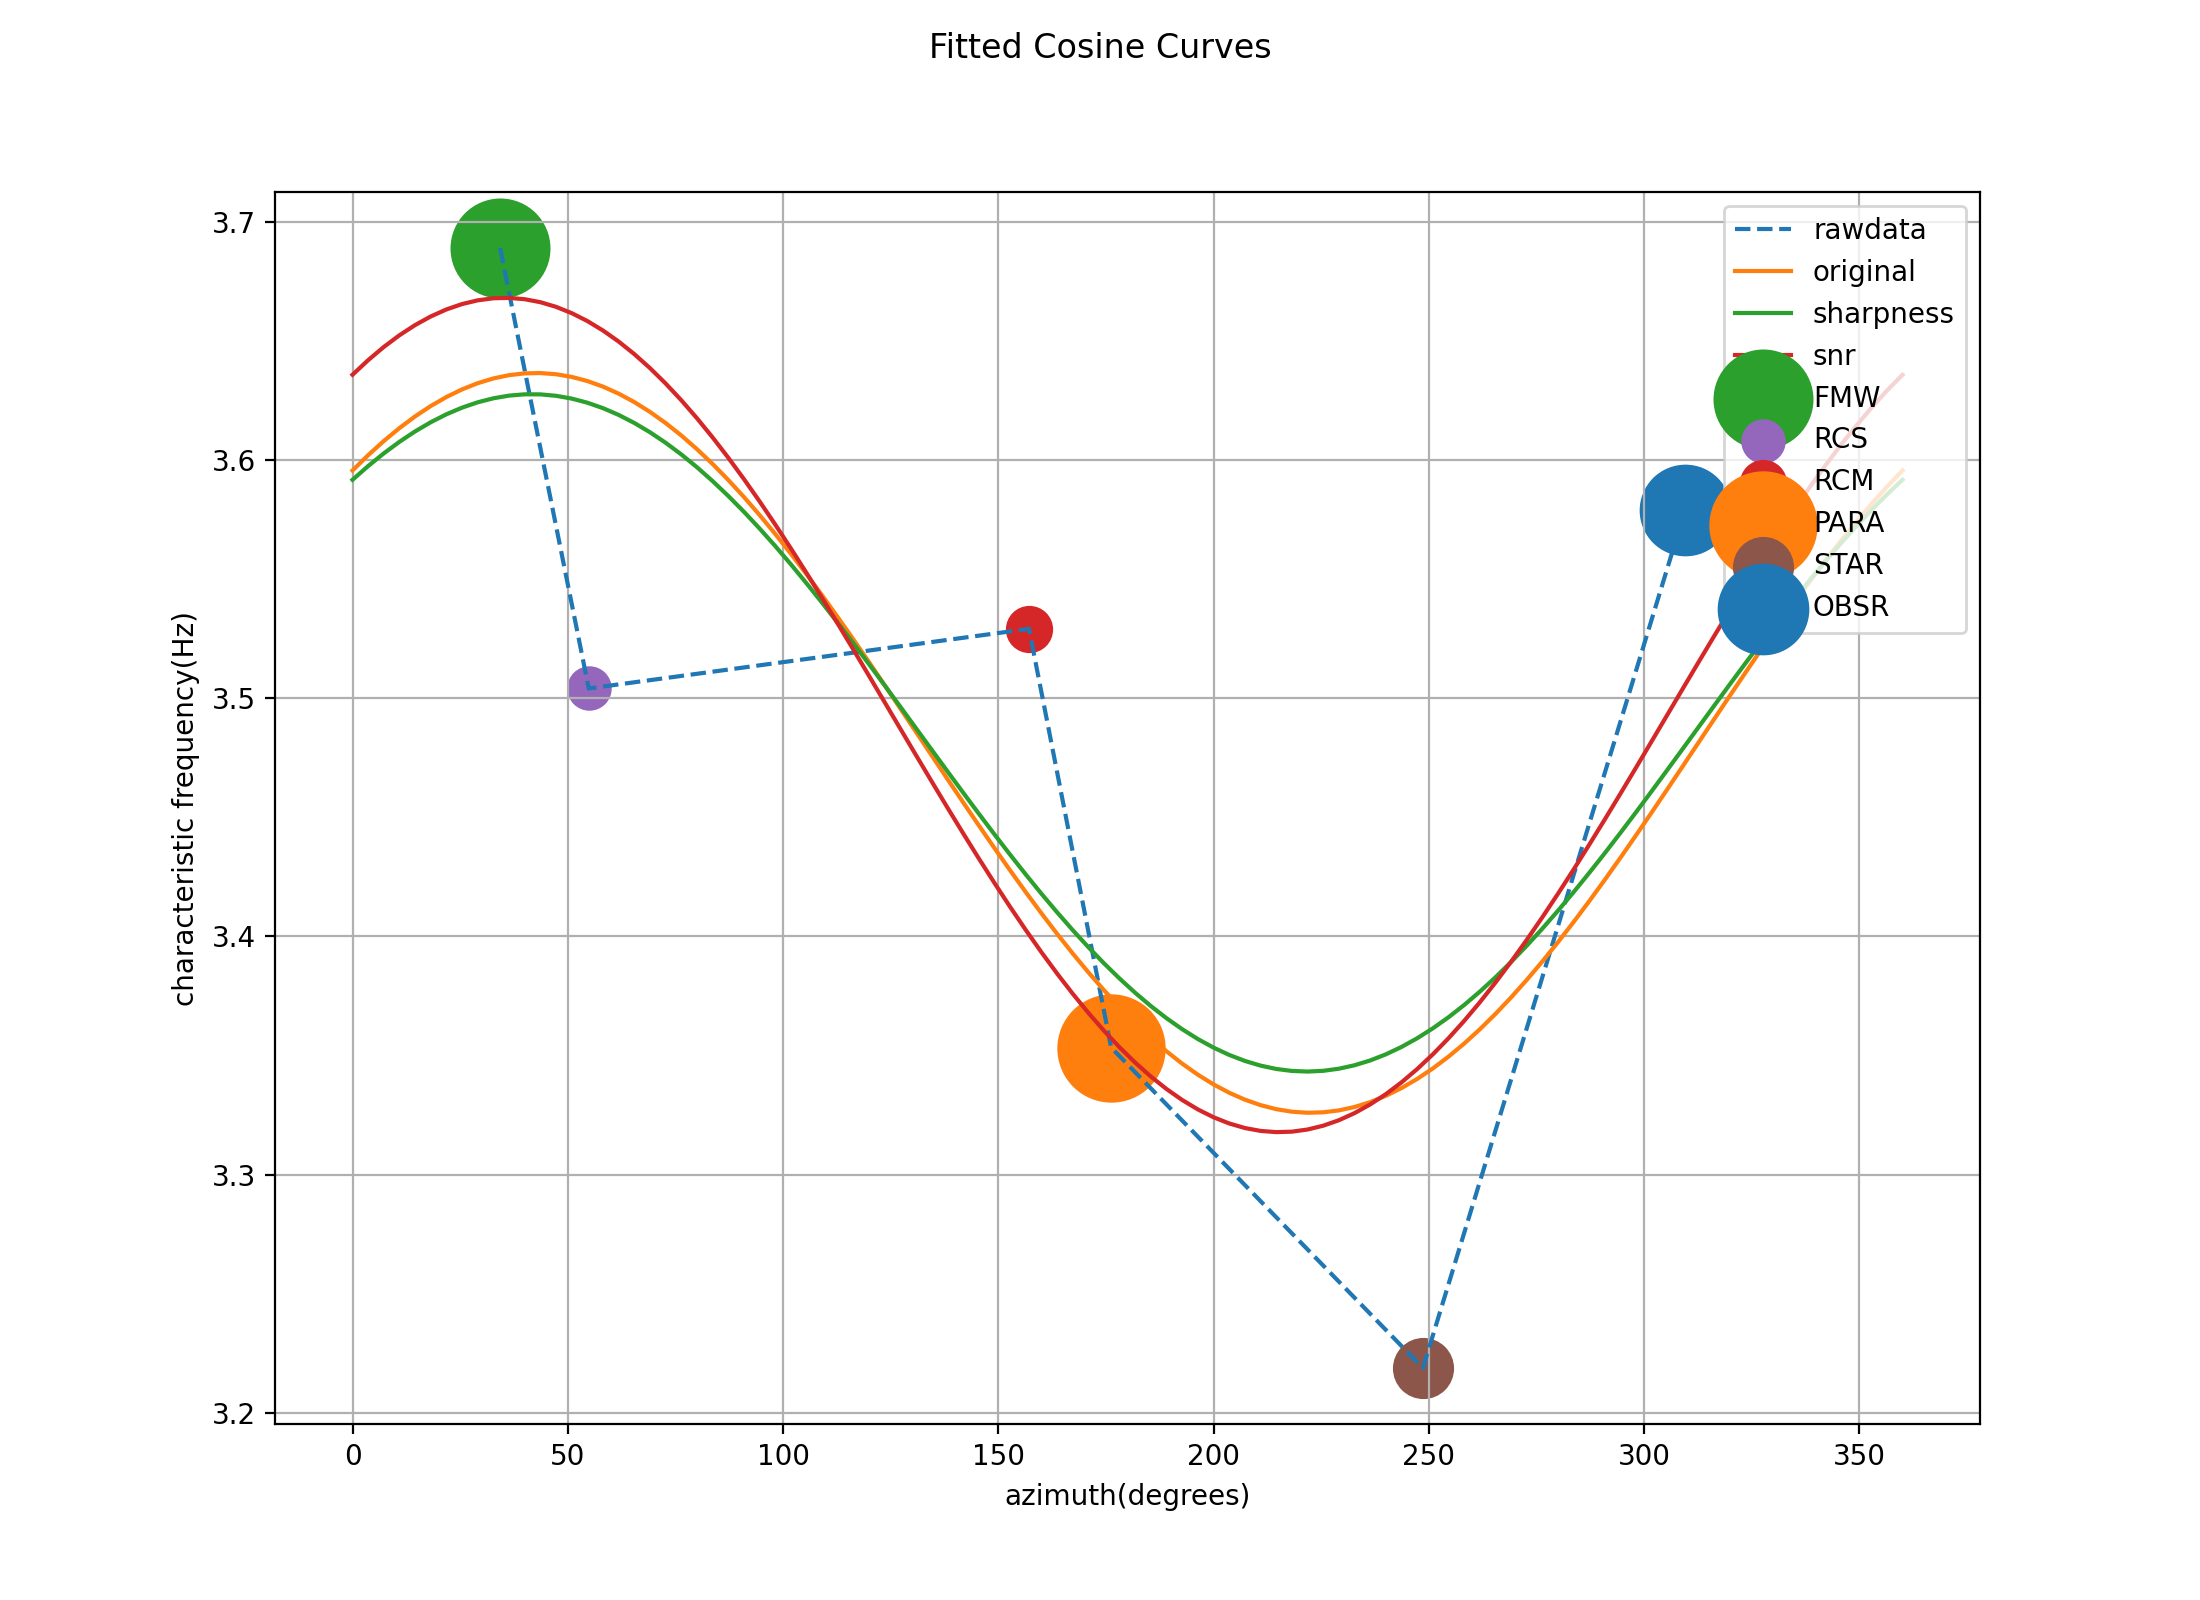 Fitted Cosine Curves
3.7
3.6
3.5
3.4
3.3
3.2
characteristic frequency(Hz)
rawdata
original
sharpness
snr
FMW
RCS
RCM
PARA
STAR
OBSR
0 50 100 150 200 250 300 350
azimuth(degrees)